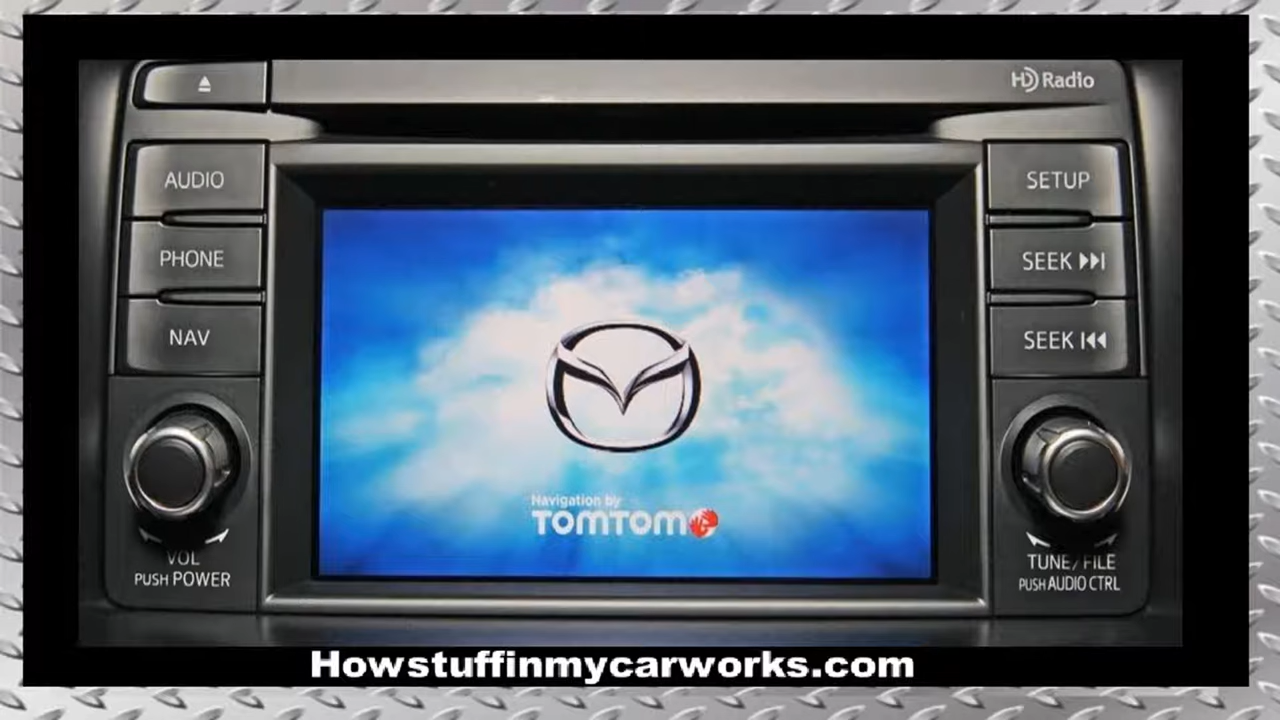 HD Radio
AUDIO
SETUP
PHONE
SEEK
NAV
SEEK
Navigation by
TOMTOM
VOL
PUSH POWER
TUNE / FILE
PUSH AUDIO CTRL
Howstuffinmycarworks.com